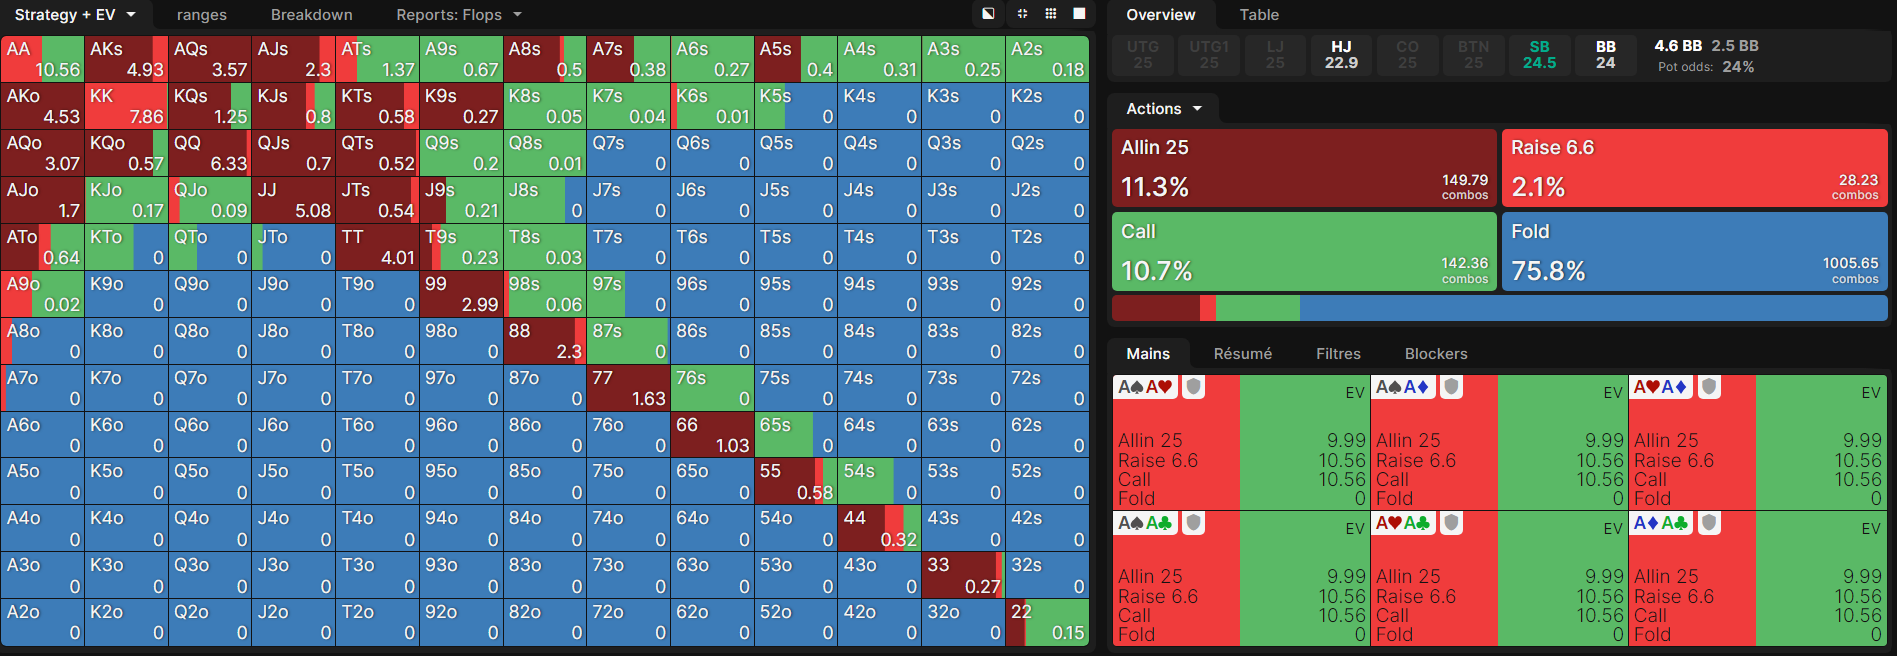 Strategy + EV ranges Breakdown Reports: Flops
AA 10.56 AKs 4.93 AQs 3.57 AJs 2.3 ATs 1.37 A9s 0.67 A8s 0.5 A7s 0.38 A6s 0.27 A5s 0.4 A4s 0.31 A3s 0.25 A2s 0.18
AKo 4.53 KK 7.86 KQs 1.25 KJs 0.8 KTs 0.58 K9s 0.27 K8s 0.05 K7s 0.04 K6s 0.01 K5s 0 K4s 0 K3s 0 K2s 0
AQo 3.07 KQo 0.57 QQ 6.33 QJs 0.7 QTs 0.52 Q9s 0.2 Q8s 0.01 Q7s 0 Q6s 0 Q5s 0 Q4s 0 Q3s 0 Q2s 0
AJo 1.7 KJo 0.17 QJo 0.09 JJ 5.08 JTs 0.54 J9s 0.21 J8s 0 J7s 0 J6s 0 J5s 0 J4s 0 J3s 0 J2s 0
ATo 0.64 KTo 0 QTo 0 JTo 0 TT 4.01 T9s 0.23 T8s 0.03 T7s 0 T6s 0 T5s 0 T4s 0 T3s 0 T2s 0
A9o 0.02 K9o 0 Q9o 0 J9o 0 T9o 0 99 2.99 98s 0.06 97s 0 96s 0 95s 0 94s 0 93s 0 92s 0
A8o 0 K8o 0 Q8o 0 J8o 0 T8o 0 98o 0 88 2.3 87s 0 86s 0 85s 0 84s 0 83s 0 82s 0
A7o 0 K7o 0 Q7o 0 J7o 0 T7o 0 97o 0 87o 0 77 1.63 76s 0 75s 0 74s 0 73s 0 72s 0
A6o 0 K6o 0 Q6o 0 J6o 0 T6o 0 96o 0 86o 0 76o 0 66 1.03 65s 0 64s 0 63s 0 62s 0
A5o 0 K5o 0 Q5o 0 J5o 0 T5o 0 95o 0 85o 0 75o 0 65o 0 55 0.58 54s 0 53s 0 52s 0
A4o 0 K4o 0 Q4o 0 J4o 0 T4o 0 94o 0 84o 0 74o 0 64o 0 54o 0 44 0.32 43s 0 42s 0
A3o 0 K3o 0 Q3o 0 J3o 0 T3o 0 93o 0 83o 0 73o 0 63o 0 53o 0 43o 0 33 0.27 32s 0
A2o 0 K2o 0 Q2o 0 J2o 0 T2o 0 92o 0 82o 0 72o 0 62o 0 52o 0 42o 0 32o 0 22 0.15
Overview Table
UTG UTG1 LJ HJ CO BTN SB BB 4.6 BB 2.5 BB
25 25 25 22.9 25 25 24.5 24 Pot odds: 24%
Actions
Allin 25 Raise 6.6
11.3% 149.79 combos 2.1% 28.23 combos
Call Fold
10.7% 142.36 combos 75.8% 1005.65 combos
Mains Résumé Filtres Blockers
A♠A♥ EV A♠A♦ EV A♥A♦ EV
Allin 25 9.99 Allin 25 9.99 Allin 25 9.99
Raise 6.6 10.56 Raise 6.6 10.56 Raise 6.6 10.56
Call 10.56 Call 10.56 Call 10.56
Fold 0 Fold 0 Fold 0
A♠A♣ EV A♥A♣ EV A♦A♣ EV
Allin 25 9.99 Allin 25 9.99 Allin 25 9.99
Raise 6.6 10.56 Raise 6.6 10.56 Raise 6.6 10.56
Call 10.56 Call 10.56 Call 10.56
Fold 0 Fold 0 Fold 0